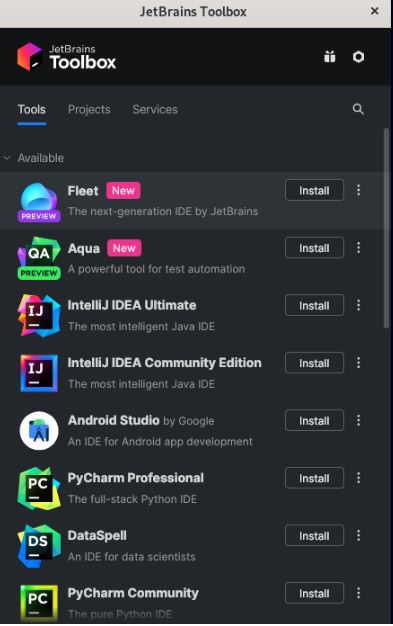 JetBrains Toolbox
×
JetBrains
Toolbox
Tools
Projects
Services
Available
Fleet New
Install
PREVIEW
The next-generation IDE by JetBrains
QA
Aqua New
Install
PREVIEW
A powerful tool for test automation
IJ
IntelliJ IDEA Ultimate
Install
The most intelligent Java IDE
IJ
IntelliJ IDEA Community Edition
Install
The most intelligent Java IDE
Android Studio by Google
Install
An IDE for Android app development
PC
PyCharm Professional
Install
The full-stack Python IDE
DS
DataSpell
Install
An IDE for data scientists
PC
PyCharm Community
Install
The pure Python IDE